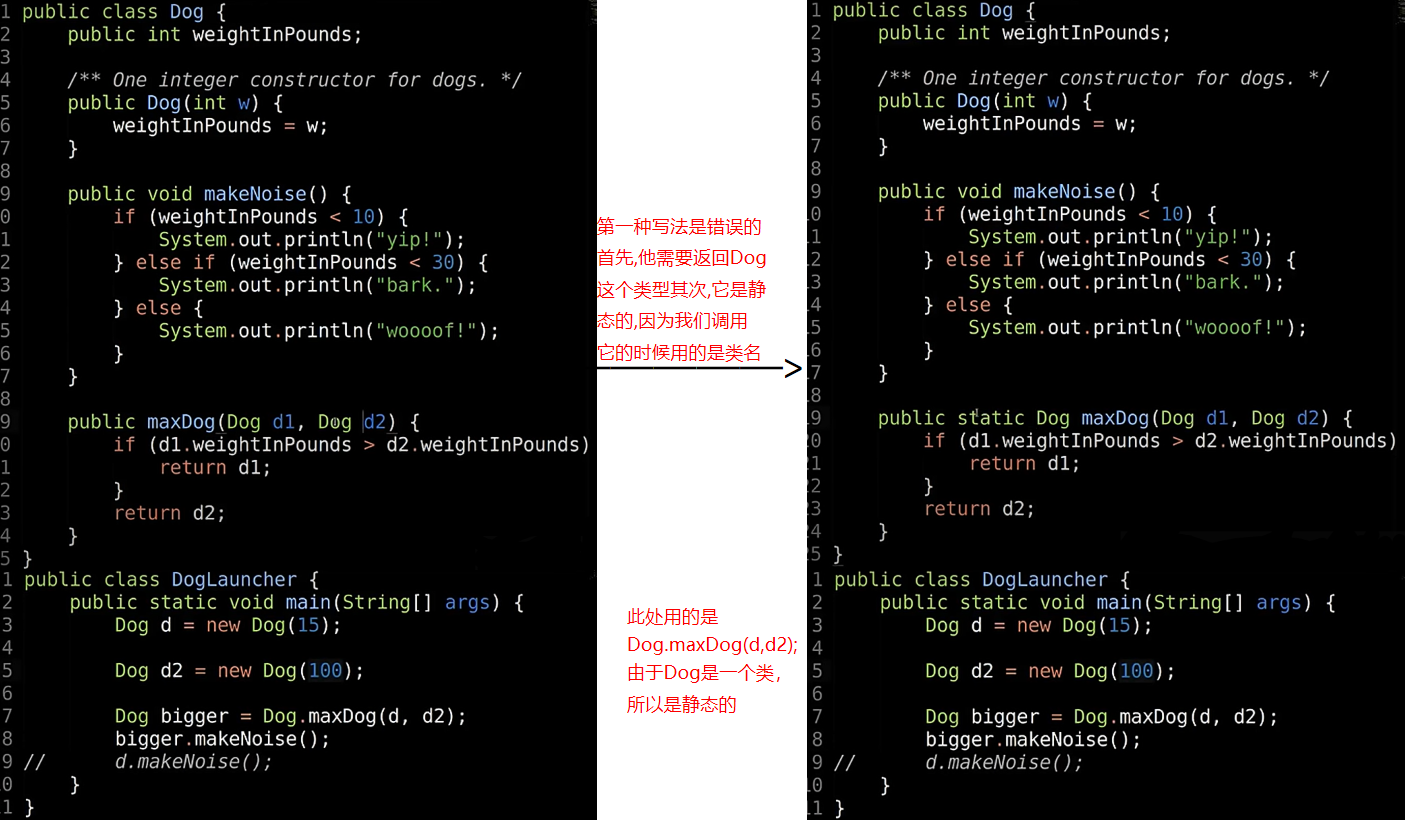 1 public class Dog {
2 public int weightInPounds;
3
4 /** One integer constructor for dogs. */
5 public Dog(int w) {
6 weightInPounds = w;
7 }
8
9 public void makeNoise() {
0 if (weightInPounds < 10) {
1 System.out.println("yip!");
2 } else if (weightInPounds < 30) {
3 System.out.println("bark.");
4 } else {
5 System.out.println("woooof!");
6 }
7 }
8
9 public maxDog(Dog d1, Dog d2) {
0 if (d1.weightInPounds > d2.weightInPounds)
1 return d1;
2 }
3 return d2;
4 }
5 }
1 public class DogLauncher {
2 public static void main(String[] args) {
3 Dog d = new Dog(15);
4
5 Dog d2 = new Dog(100);
6
7 Dog bigger = Dog.maxDog(d, d2);
8 bigger.makeNoise();
9 // d.makeNoise();
0 }
1 }
第一种写法是错误的
首先,他需要返回Dog
这个类型其次,它是静
态的,因为我们调用
它的时候用的是类名
此处用的是
Dog.maxDog(d,d2);
由于Dog是一个类，
所以是静态的
1 public class Dog {
2 public int weightInPounds;
3
4 /** One integer constructor for dogs. */
5 public Dog(int w) {
6 weightInPounds = w;
7 }
8
9 public void makeNoise() {
10 if (weightInPounds < 10) {
11 System.out.println("yip!");
12 } else if (weightInPounds < 30) {
13 System.out.println("bark.");
14 } else {
15 System.out.println("woooof!");
16 }
17 }
18
19 public static Dog maxDog(Dog d1, Dog d2) {
20 if (d1.weightInPounds > d2.weightInPounds)
21 return d1;
22 }
23 return d2;
24 }
25 }
1 public class DogLauncher {
2 public static void main(String[] args) {
3 Dog d = new Dog(15);
4
5 Dog d2 = new Dog(100);
6
7 Dog bigger = Dog.maxDog(d, d2);
8 bigger.makeNoise();
9 // d.makeNoise();
10 }
11 }